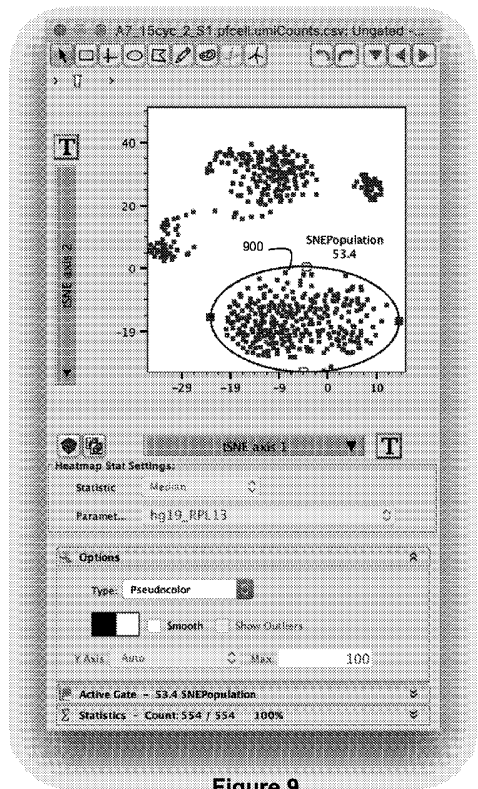 A7_15cyc_2_S1.pfcell.umiCounts.csv: Ungated -...
T
40
20
0
-19
tSNE axis 2
900
SNEPopulation
53.4
-29 -19 -9 0 10
tSNE axis 1
T
Heatmap Stat Settings:
Statistic Median
Paramet... hg19_RPL13
Options
Type: Pseudocolor
Smooth Show Outliers
Y Axis Auto Max 100
Active Gate - 53.4 SNEPopulation
Σ Statistics - Count: 554 / 554 100%
Figure 9